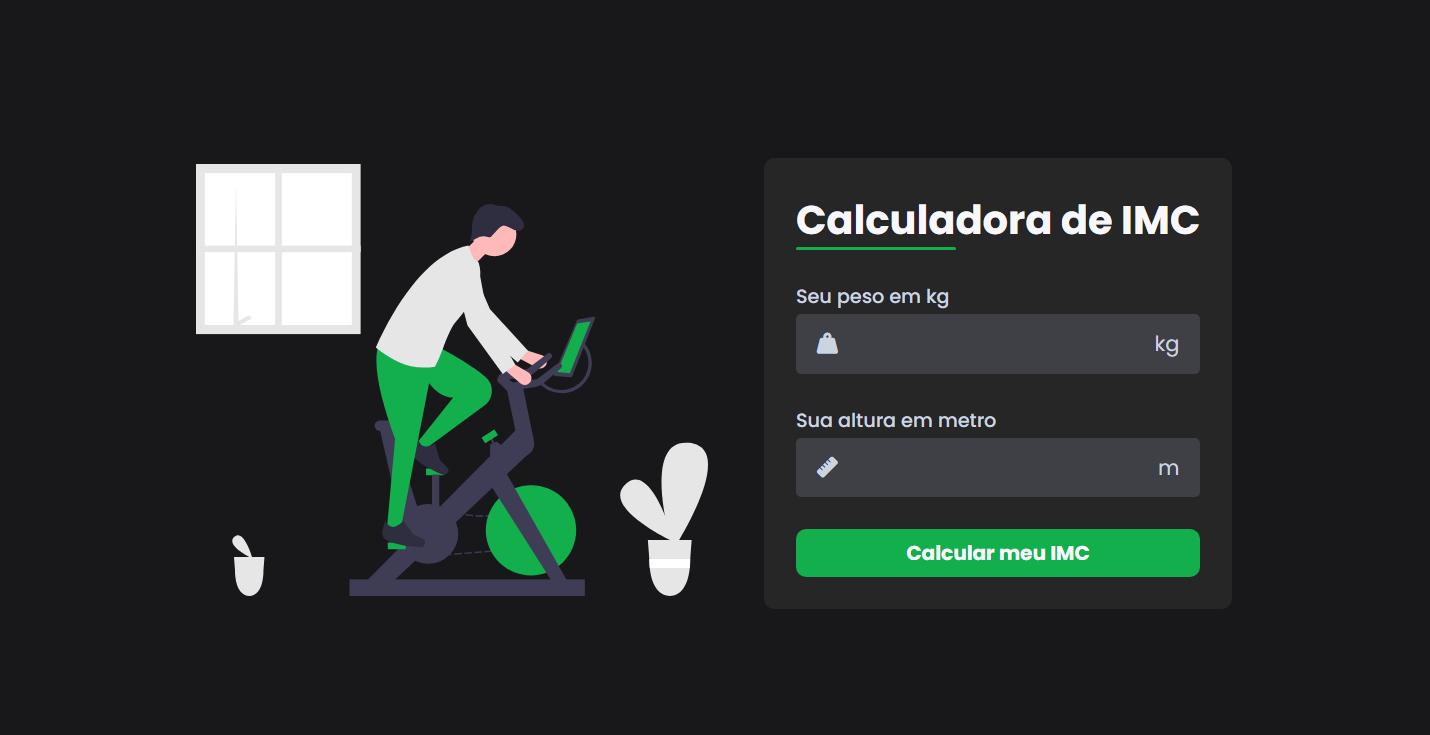 Calculadora de IMC
Seu peso em kg
kg
Sua altura em metro
m
Calcular meu IMC